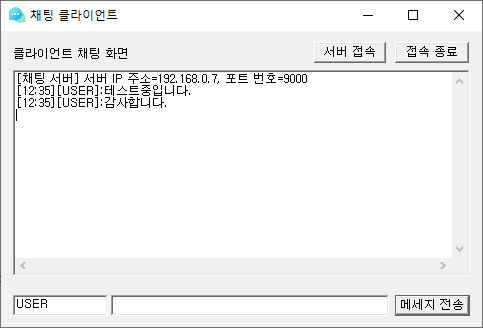 채팅 클라이언트
클라이언트 채팅 화면
서버 접속
접속 종료
[채팅 서버] 서버 IP 주소=192.168.0.7, 포트 번호=9000
[12:35][USER]:테스트중입니다.
[12:35][USER]:감사합니다.
USER
메세지 전송